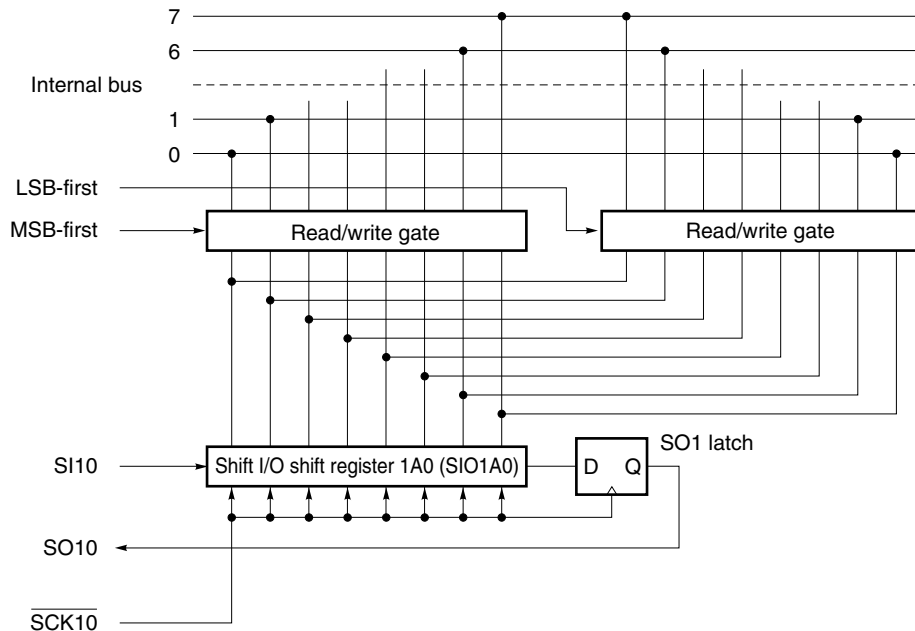 7
6
Internal bus
1
0
LSB-first
MSB-first
Read/write gate
Read/write gate
SO1 latch
SI10
Shift I/O shift register 1A0 (SIO1A0)
D Q
SO10
SCK10